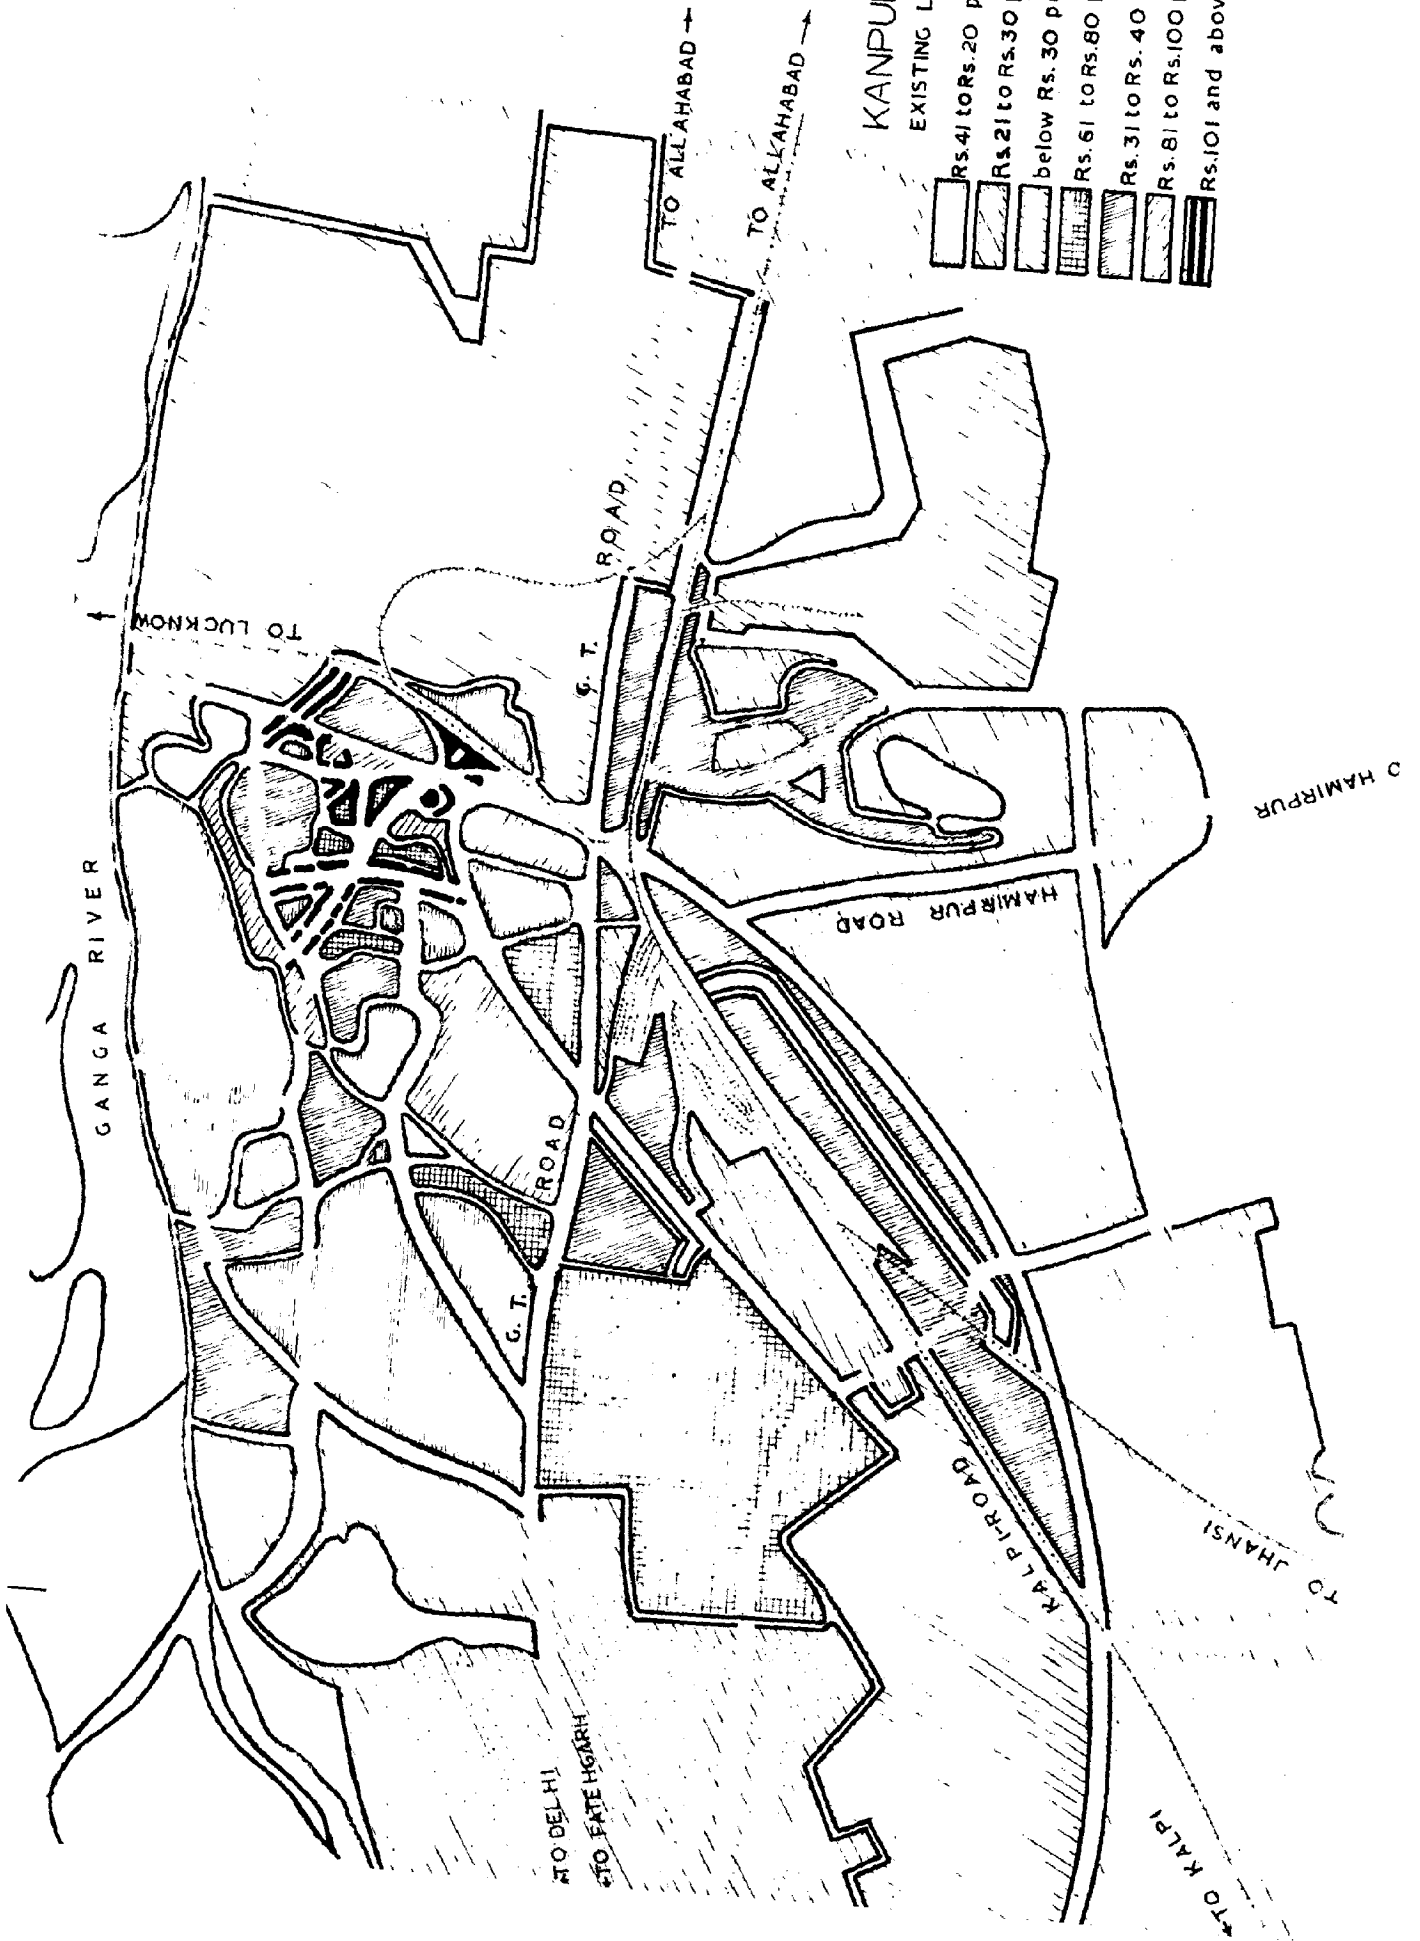 KANPU
EXISTING L
Rs.41 to Rs.20 p
Rs.21 to Rs.30
below Rs. 30 p
Rs. 61 to Rs.80
Rs.31 to Rs. 40
Rs.81 to Rs.100
Rs.101 and abov
TO ALLAHABAD
TO ALLAHABAD
TO LUCKNOW
GANGA RIVER
G. T. ROAD
G. T. ROAD
HAMIRPUR ROAD
O HAMIRPUR
KALPI-ROAD
TO JHANSI
TO DELHI
TO FATEHGARH
TO KALPI